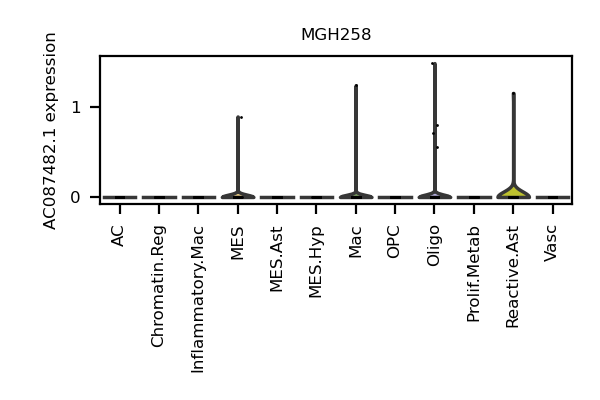 MGH258
AC087482.1 expression
1
0
AC
Chromatin.Reg
Inflammatory.Mac
MES
MES.Ast
MES.Hyp
Mac
OPC
Oligo
Prolif.Metab
Reactive.Ast
Vasc